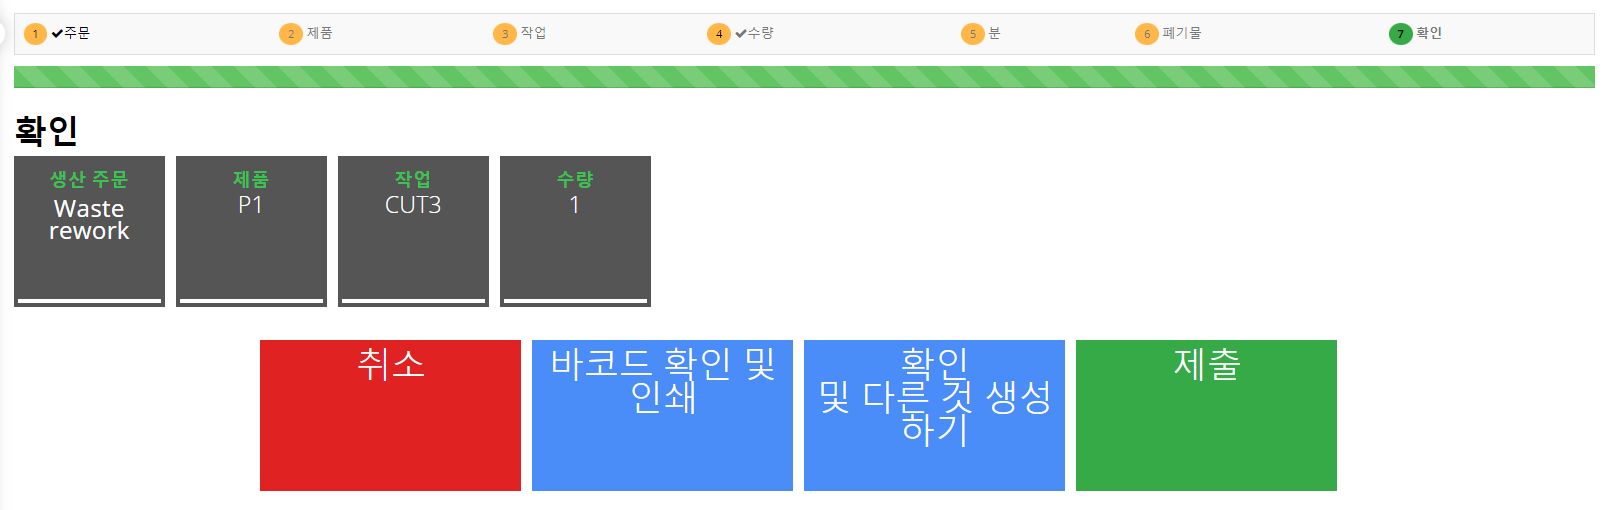 1 ✔주문 2 제품 3 작업 4 ✔수량 5 분 6 폐기물 7 확인
확인
생산 주문
Waste
rework
제품
P1
작업
CUT3
수량
1
취소
바코드 확인 및
인쇄
확인
및 다른 것 생성
하기
제출